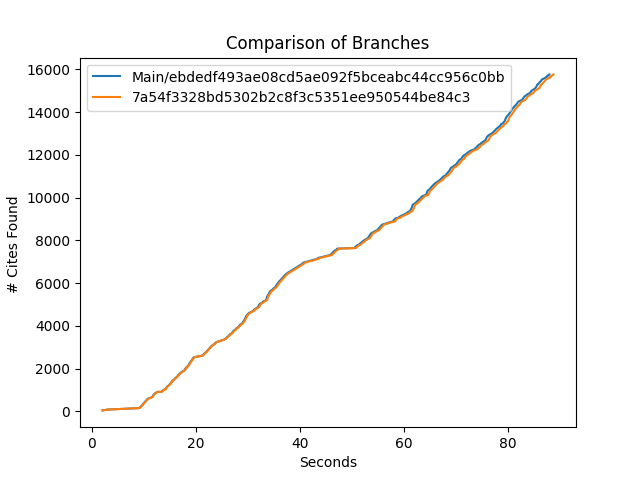 Comparison of Branches
Main/ebdedf493ae08cd5ae092f5bceabc44cc956c0bb
7a54f3328bd5302b2c8f3c5351ee950544be84c3
16000
14000
12000
10000
8000
6000
4000
2000
0
# Cites Found
0 20 40 60 80
Seconds